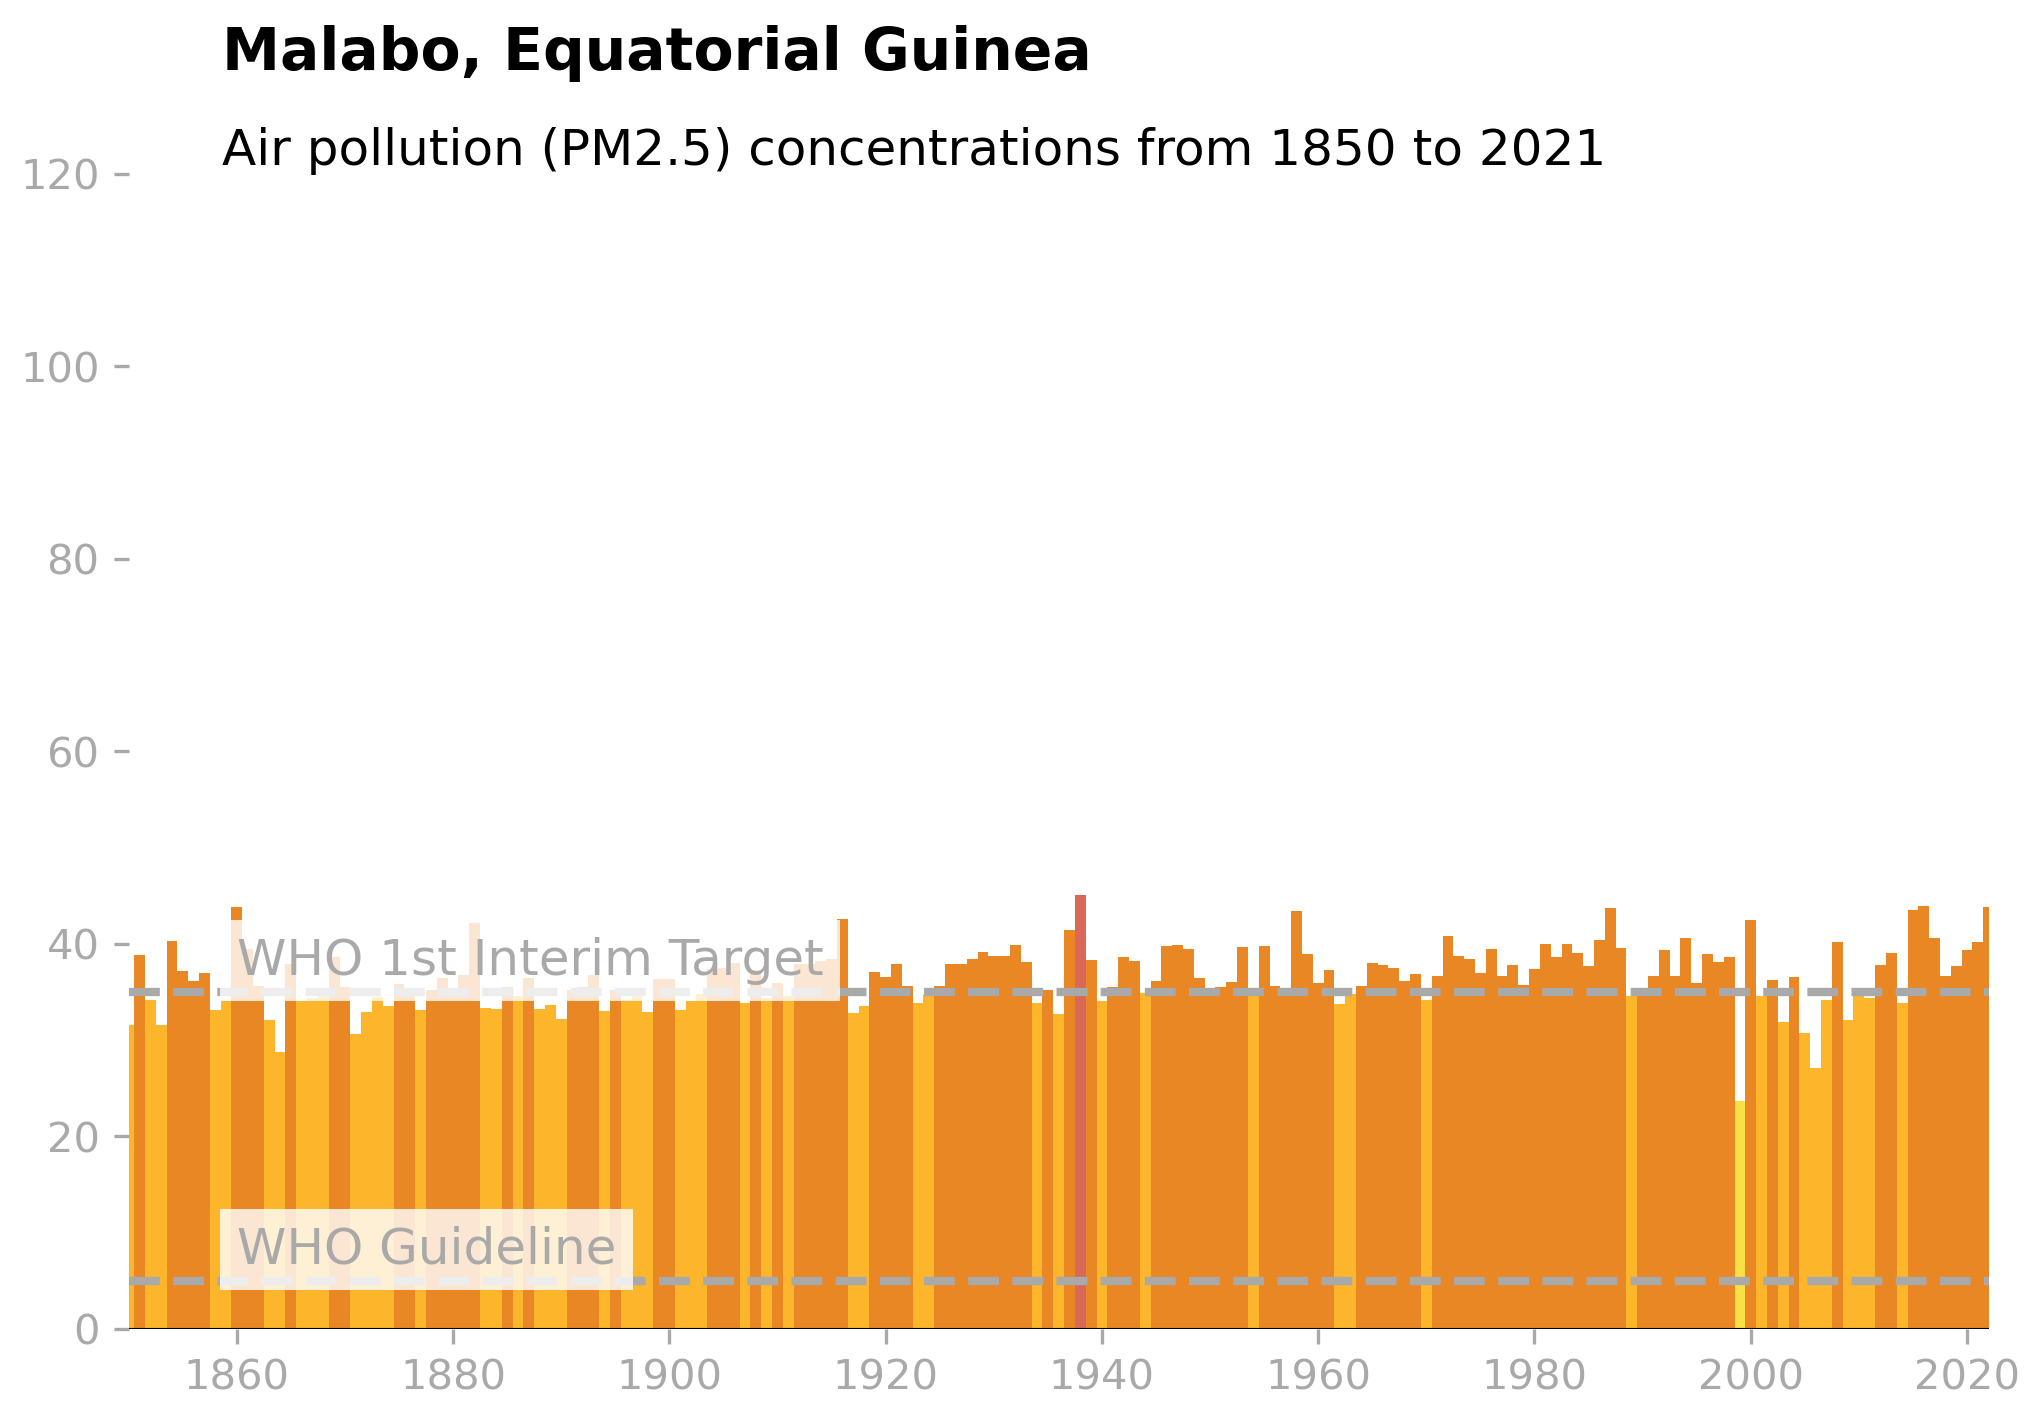 Malabo, Equatorial Guinea
Air pollution (PM2.5) concentrations from 1850 to 2021
120
100
80
60
40
20
0
WHO 1st Interim Target
WHO Guideline
1860 1880 1900 1920 1940 1960 1980 2000 2020